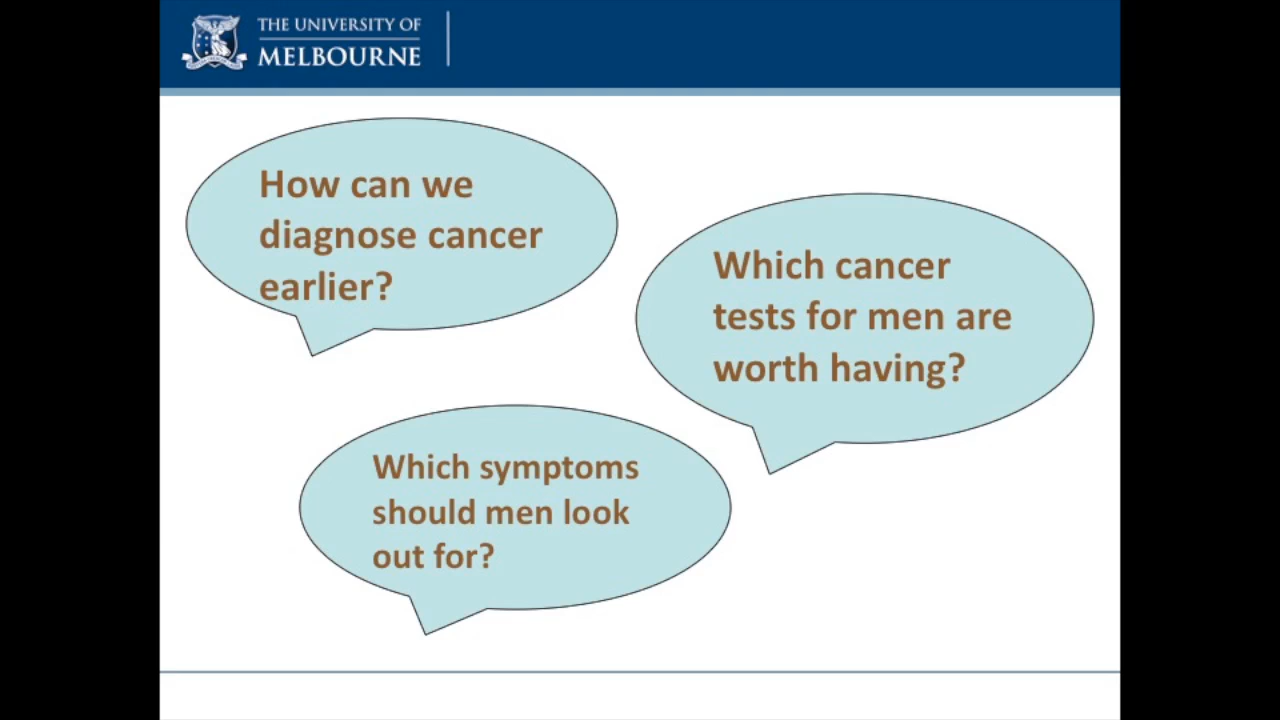 THE UNIVERSITY OF
MELBOURNE
How can we
diagnose cancer
earlier?
Which cancer
tests for men are
worth having?
Which symptoms
should men look
out for?